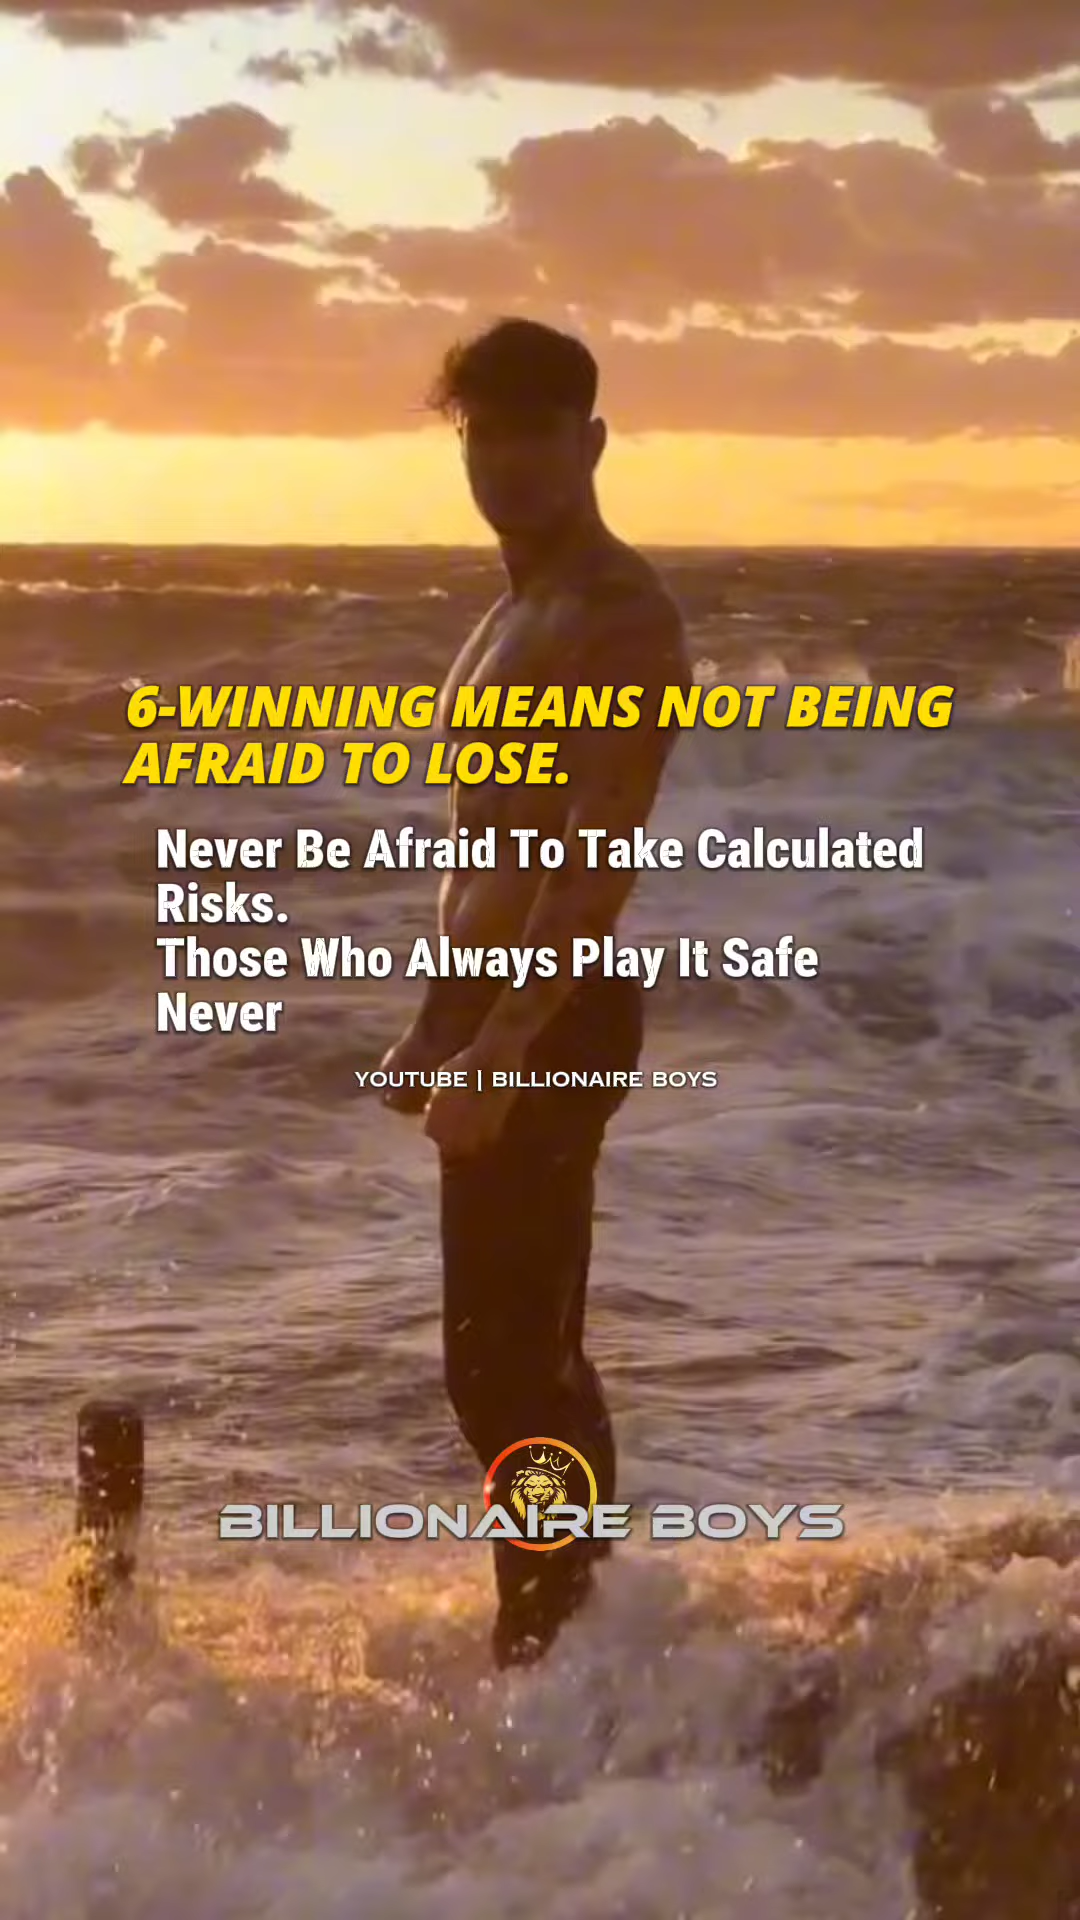 6-WINNING MEANS NOT BEING
AFRAID TO LOSE.
Never Be Afraid To Take Calculated
Risks.
Those Who Always Play It Safe
Never
YOUTUBE | BILLIONAIRE BOYS
BILLIONAIRE BOYS